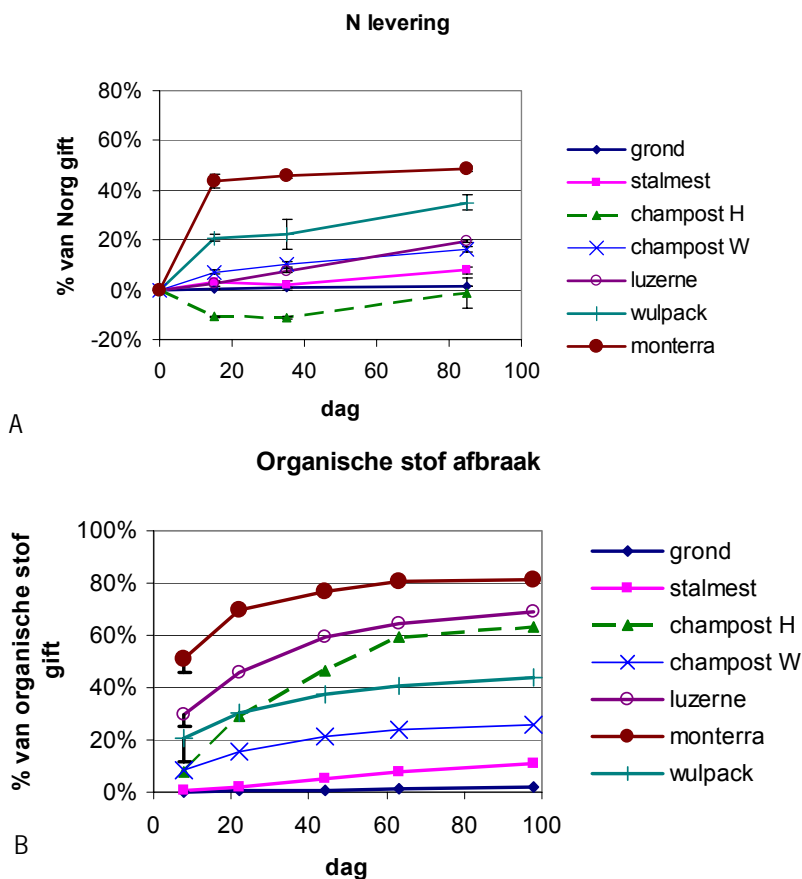 N levering
% van Norg gift
80%
60%
40%
20%
0%
-20%
0 20 40 60 80 100
dag
grond
stalmest
champost H
champost W
luzerne
wulpack
monterra
A
Organische stof afbraak
% van organische stof
gift
100%
80%
60%
40%
20%
0%
0 20 40 60 80 100
dag
grond
stalmest
champost H
champost W
luzerne
monterra
wulpack
B